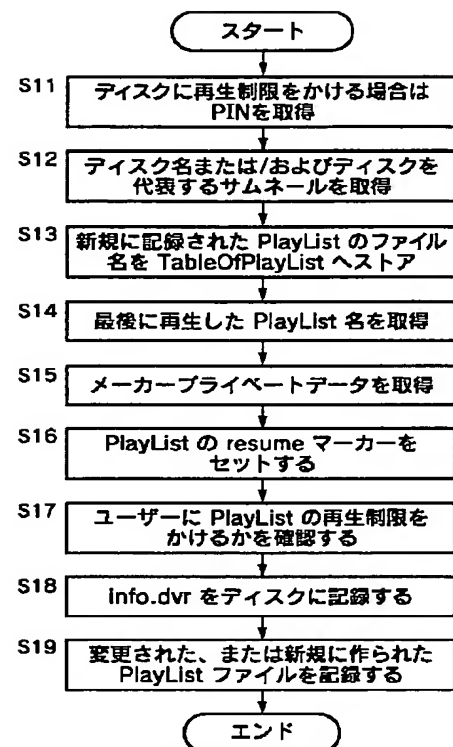 スタート
S11
ディスクに再生制限をかける場合は
PINを取得
S12
ディスク名または/およびディスクを
代表するサムネールを取得
S13
新規に記録された PlayList のファイル
名を TableOfPlayList へストア
S14
最後に再生した PlayList 名を取得
S15
メーカープライベートデータを取得
S16
PlayList の resume マーカーを
セットする
S17
ユーザーに PlayList の再生制限を
かけるかを確認する
S18
info.dvr をディスクに記録する
S19
変更された、または新規に作られた
PlayList ファイルを記録する
エンド